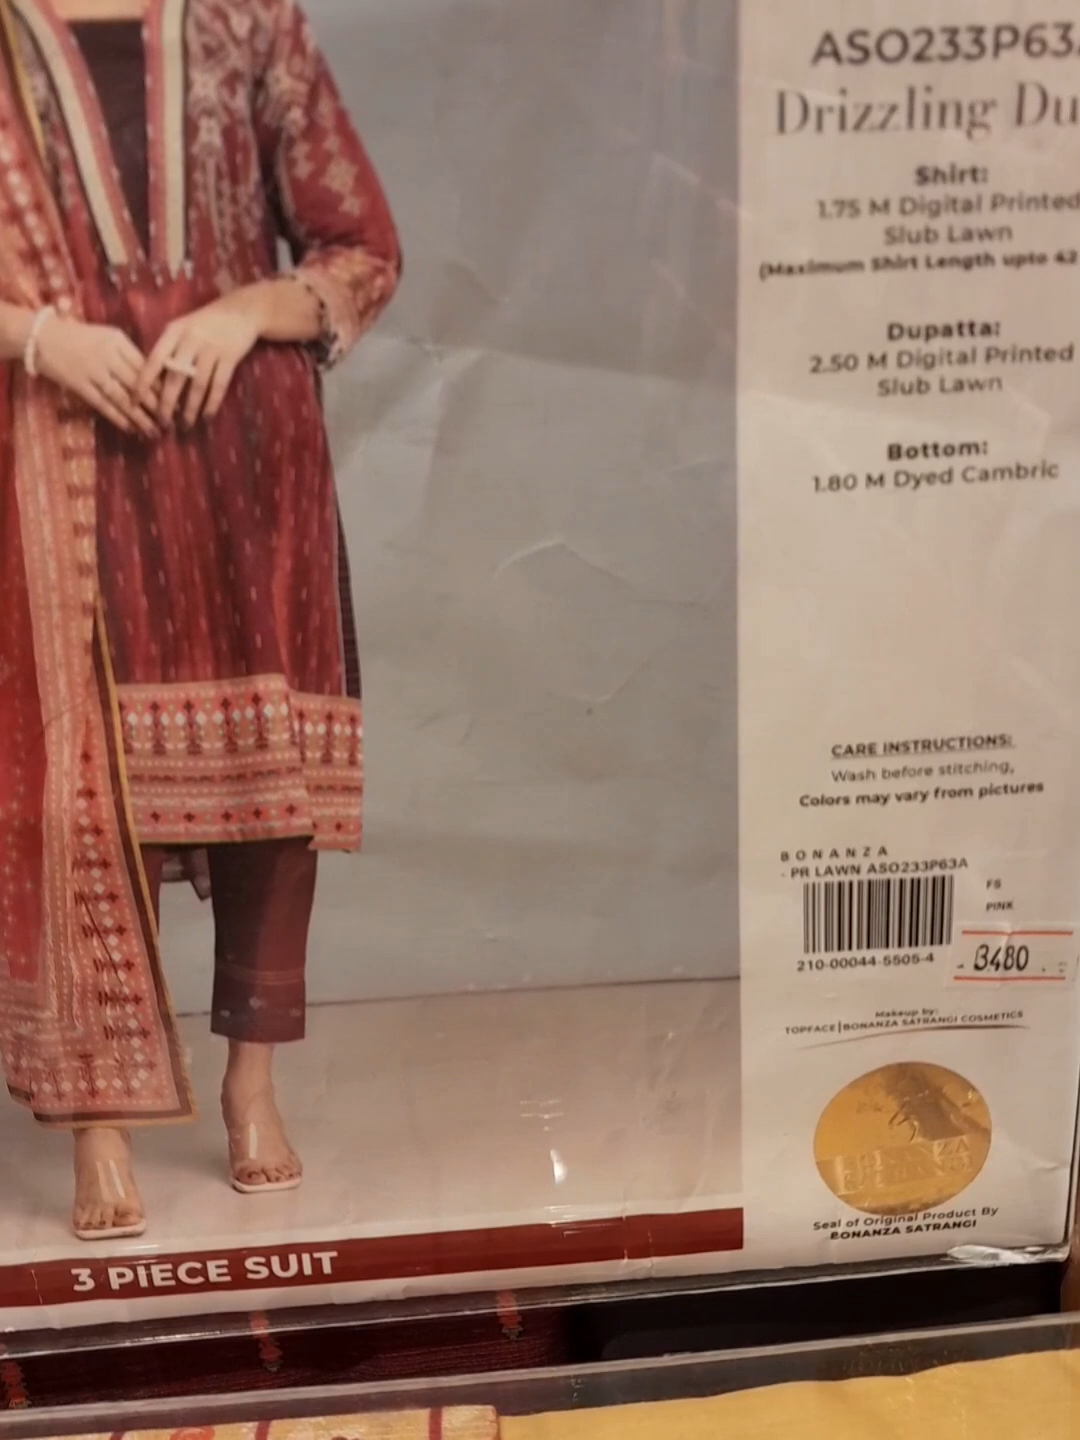 ASO233P63
Drizzling Du
Shirt:
1.75 M Digital Printed
Slub Lawn
(Maximum Shirt Length upto 42
Dupatta:
2.50 M Digital Printed
Slub Lawn
Bottom:
1.80 M Dyed Cambric
CARE INSTRUCTIONS:
Wash before stitching,
Colors may vary from pictures
BONANZA
- PR LAWN ASO233P63A
FS
PINK
210-00044-5505-4
3480
Makeup by:
TOPFACE|BONANZA SATRANGI COSMETICS
BONANZA
SATRANGI
Seal of Original Product By
BONANZA SATRANGI
3 PIECE SUIT